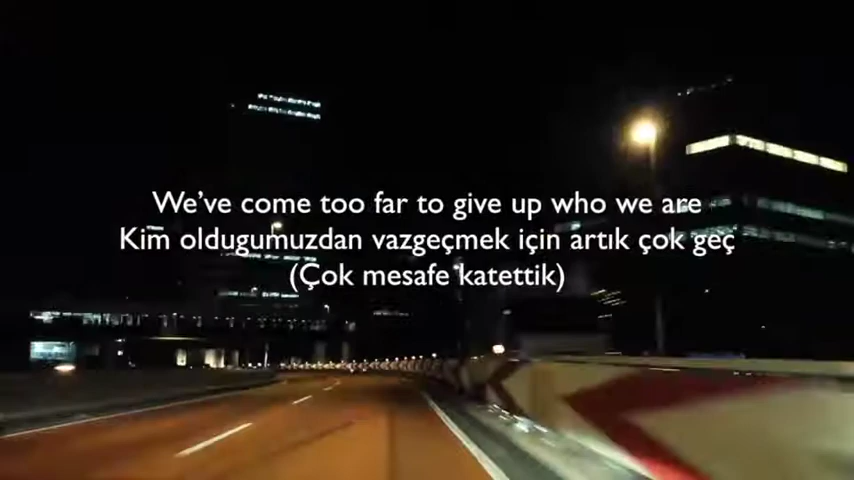 We've come too far to give up who we are
Kim oldugumuzdan vazgeçmek için artık çok geç
(Çok mesafe katettik)